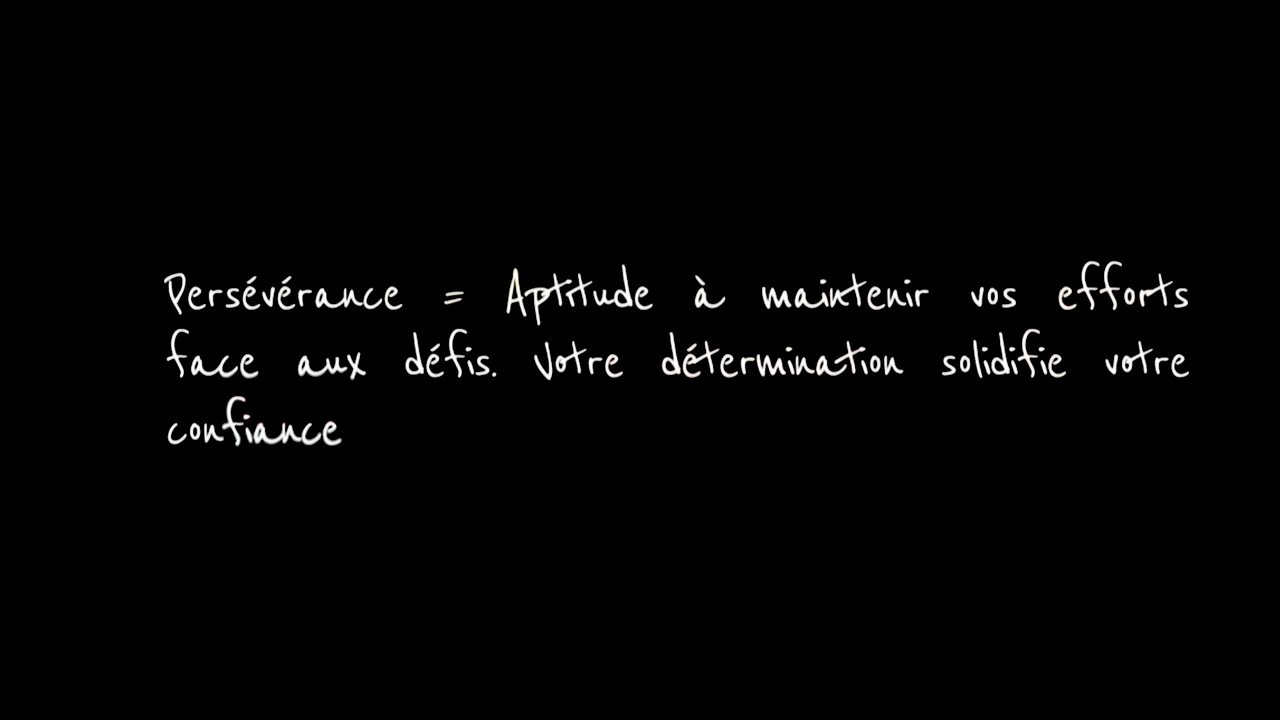 Persévérance = Aptitude à maintenir vos efforts
face aux défis. Votre détermination solidifie votre
confiance